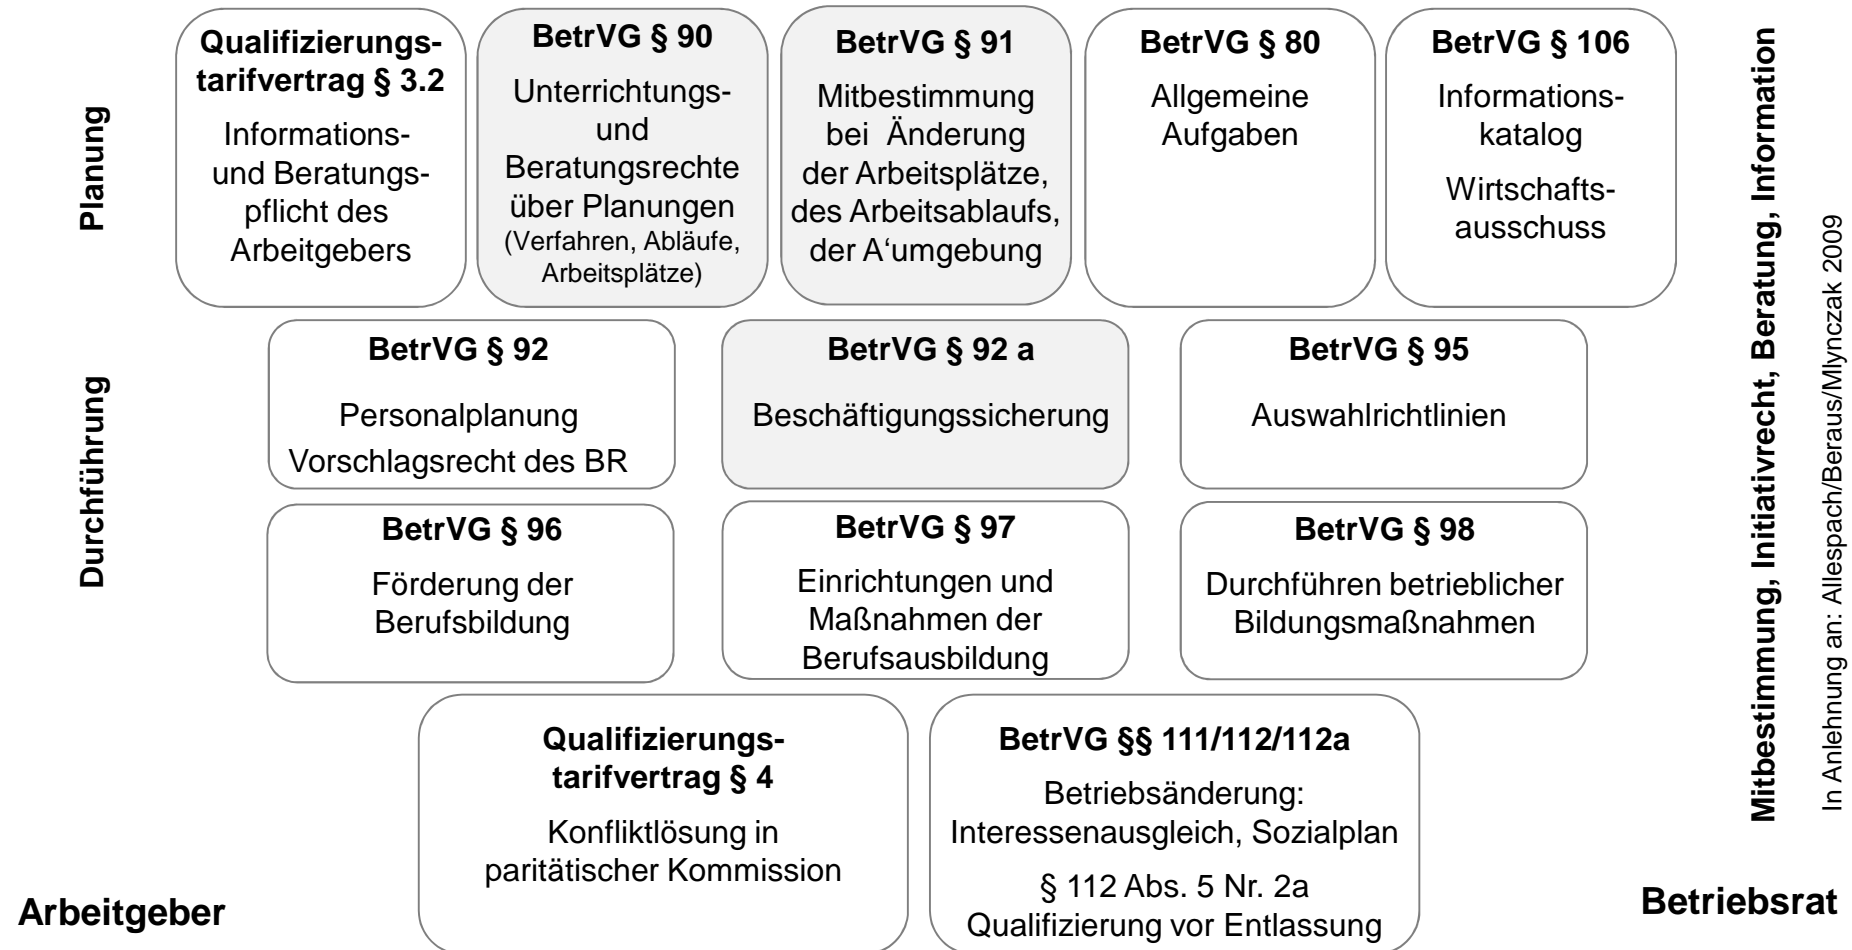 Planung
Qualifizierungs-
tarifvertrag § 3.2
Informations-
und Beratungs-
pflicht des
Arbeitgebers
BetrVG § 90
Unterrichtungs-
und
Beratungsrechte
über Planungen
(Verfahren, Abläufe,
Arbeitsplätze)
BetrVG § 91
Mitbestimmung
bei Änderung
der Arbeitsplätze,
des Arbeitsablaufs,
der A‘umgebung
BetrVG § 80
Allgemeine
Aufgaben
BetrVG § 106
Informations-
katalog
Wirtschafts-
ausschuss
Durchführung
BetrVG § 92
Personalplanung
Vorschlagsrecht des BR
BetrVG § 92 a
Beschäftigungssicherung
BetrVG § 95
Auswahlrichtlinien
BetrVG § 96
Förderung der
Berufsbildung
BetrVG § 97
Einrichtungen und
Maßnahmen der
Berufsausbildung
BetrVG § 98
Durchführen betrieblicher
Bildungsmaßnahmen
Qualifizierungs-
tarifvertrag § 4
Konfliktlösung in
paritätischer Kommission
BetrVG §§ 111/112/112a
Betriebsänderung:
Interessenausgleich, Sozialplan
§ 112 Abs. 5 Nr. 2a
Qualifizierung vor Entlassung
Arbeitgeber
Betriebsrat
Mitbestimmung, Initiativrecht, Beratung, Information
In Anlehnung an: Allespach/Beraus/Mlynczak 2009